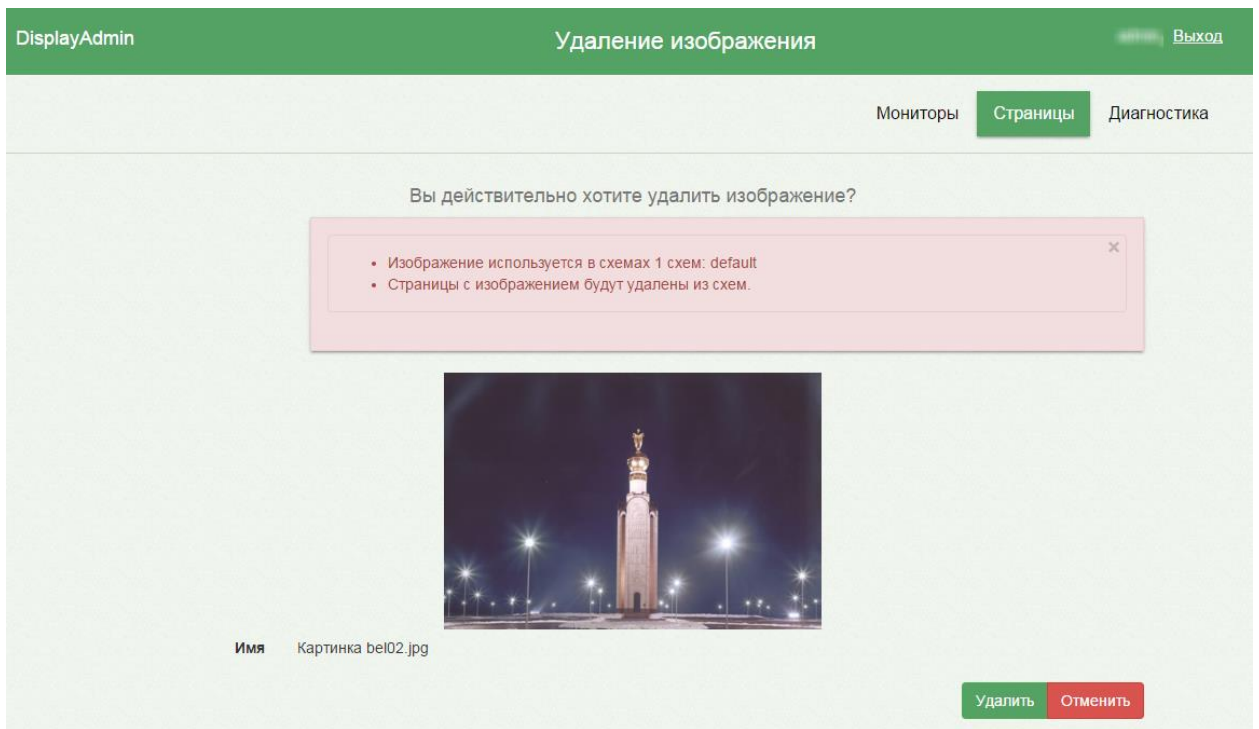 DisplayAdmin
Удаление изображения
Выход
Мониторы
Страницы
Диагностика
Вы действительно хотите удалить изображение?
×
• Изображение используется в схемах 1 схем: default
• Страницы с изображением будут удалены из схем.
Имя Картинка bel02.jpg
Удалить Отменить